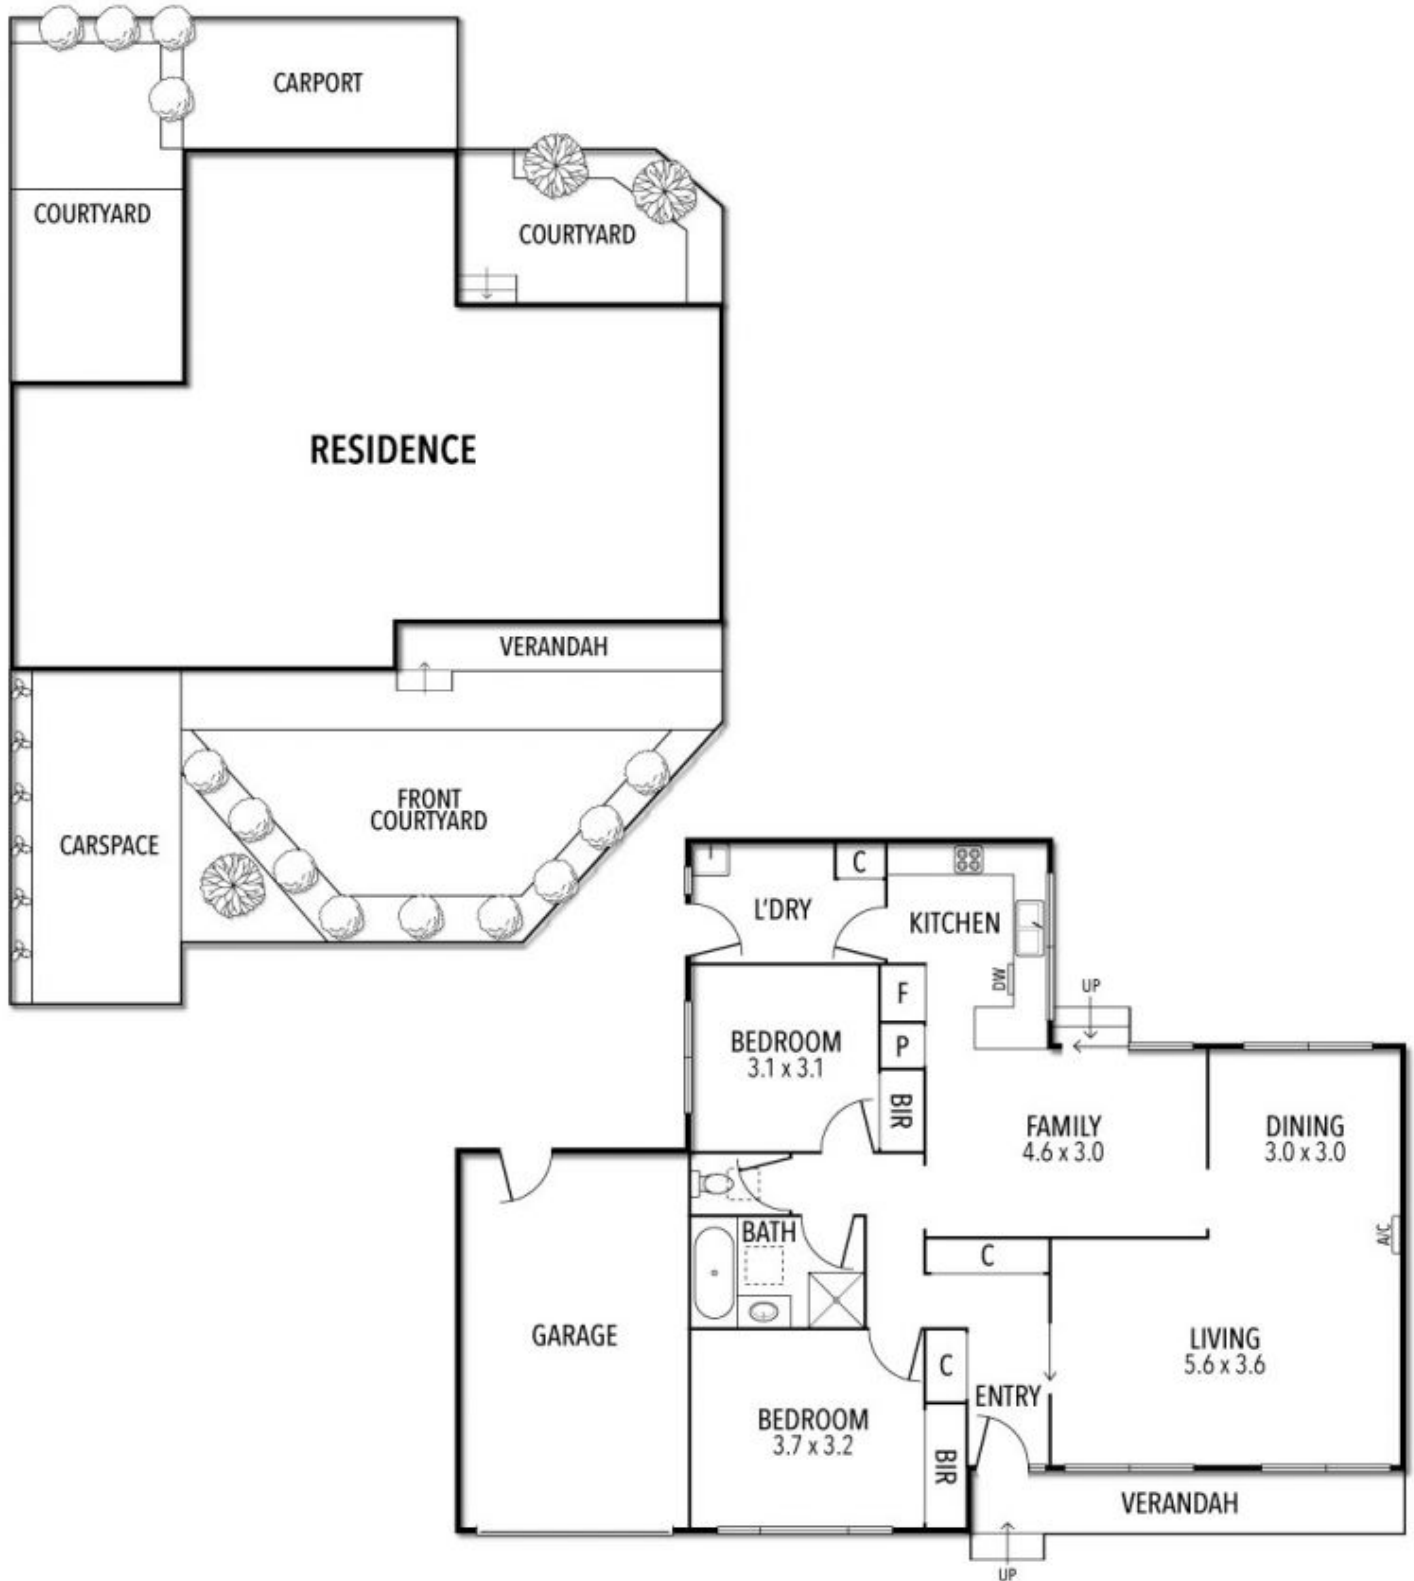 CARPORT
COURTYARD
COURTYARD
RESIDENCE
VERANDAH
FRONT
COURTYARD
CARSPACE
C
L'DRY
KITCHEN
DW
F
UP
BEDROOM
3.1 x 3.1
P
BIR
FAMILY
4.6 x 3.0
DINING
3.0 x 3.0
BATH
A/C
C
GARAGE
LIVING
5.6 x 3.6
C
ENTRY
BEDROOM
3.7 x 3.2
BIR
VERANDAH
UP